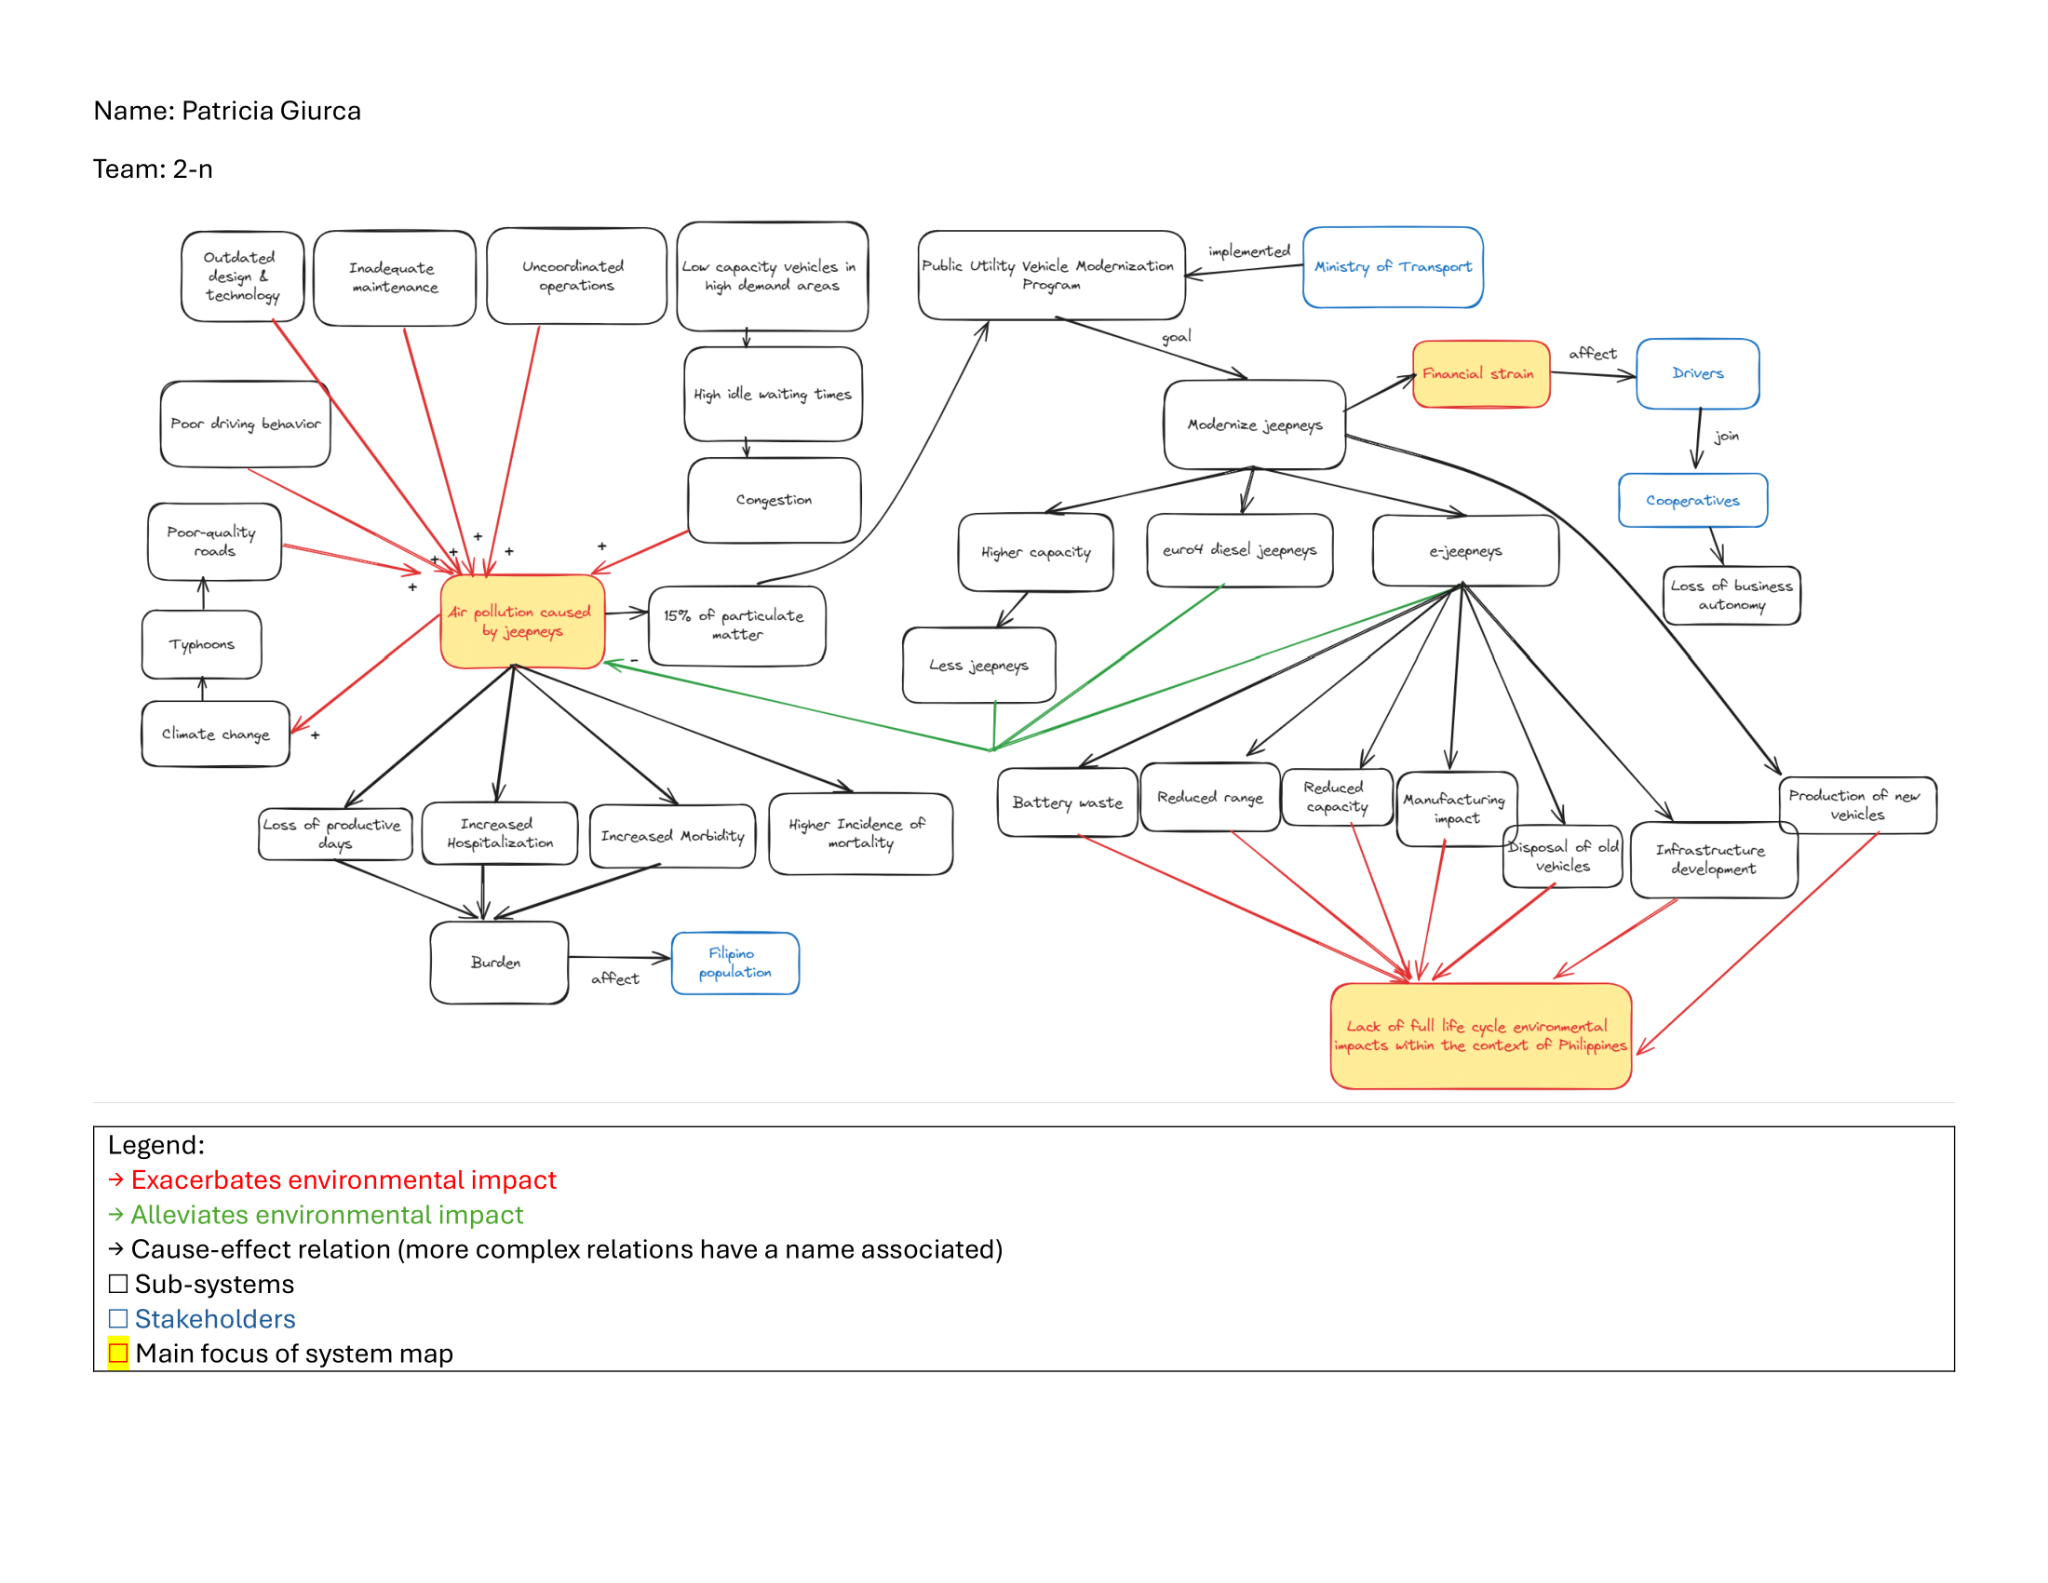 Name: Patricia Giurca
Team: 2-n
Outdated
design &
technology
Inadequate
maintenance
Uncoordinated
operations
Low capacity vehicles in
high demand areas
Public Utility Vehicle Modernization
Program
implemented
Ministry of Transport
goal
High idle waiting times
Poor driving behavior
Modernize jeepneys
Financial strain
affect
Drivers
join
Congestion
Cooperatives
Poor-quality
roads
+
+
+
+
+
+
Higher capacity
euro4 diesel jeepneys
e-jeepneys
Loss of business
autonomy
Air pollution caused
by jeepneys
15% of particulate
matter
-
Typhoons
Less jeepneys
Climate change
+
Loss of productive
days
Increased
Hospitalization
Increased Morbidity
Higher Incidence of
mortality
Battery waste
Reduced range
Reduced
capacity
Manufacturing
impact
Disposal of old
vehicles
Infrastructure
development
Production of new
vehicles
Burden
affect
Filipino
population
Lack of full life cycle environmental
impacts within the context of Philippines
Legend:
→ Exacerbates environmental impact
→ Alleviates environmental impact
→ Cause-effect relation (more complex relations have a name associated)
□ Sub-systems
□ Stakeholders
□ Main focus of system map